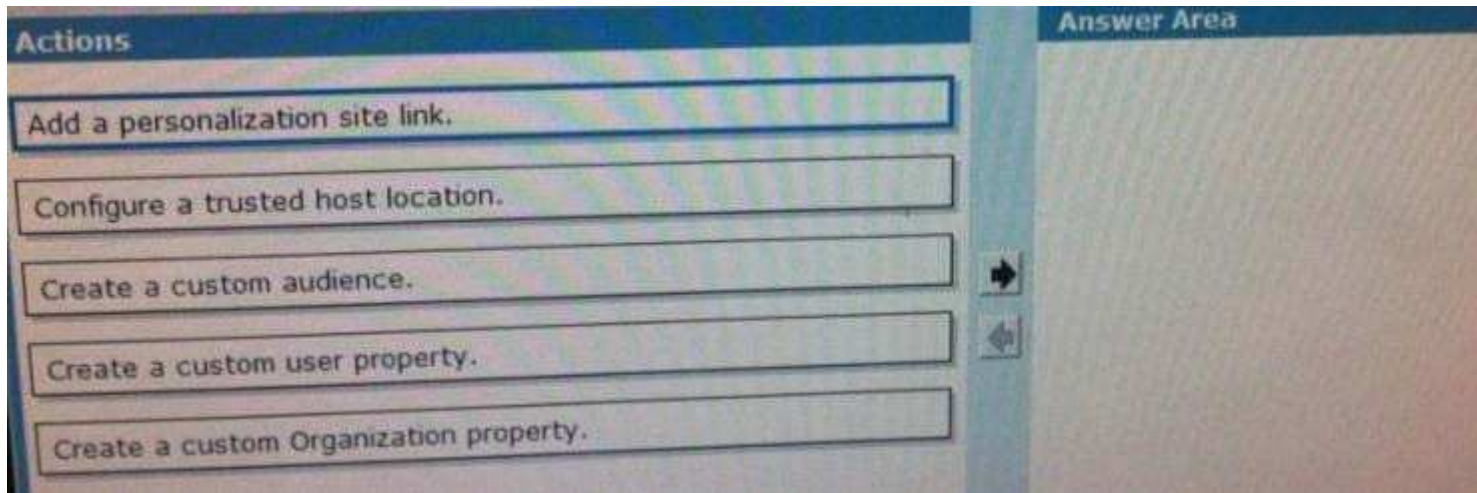 Actions
Answer Area
Add a personalization site link.
Configure a trusted host location.
Create a custom audience.
Create a custom user property.
Create a custom Organization property.